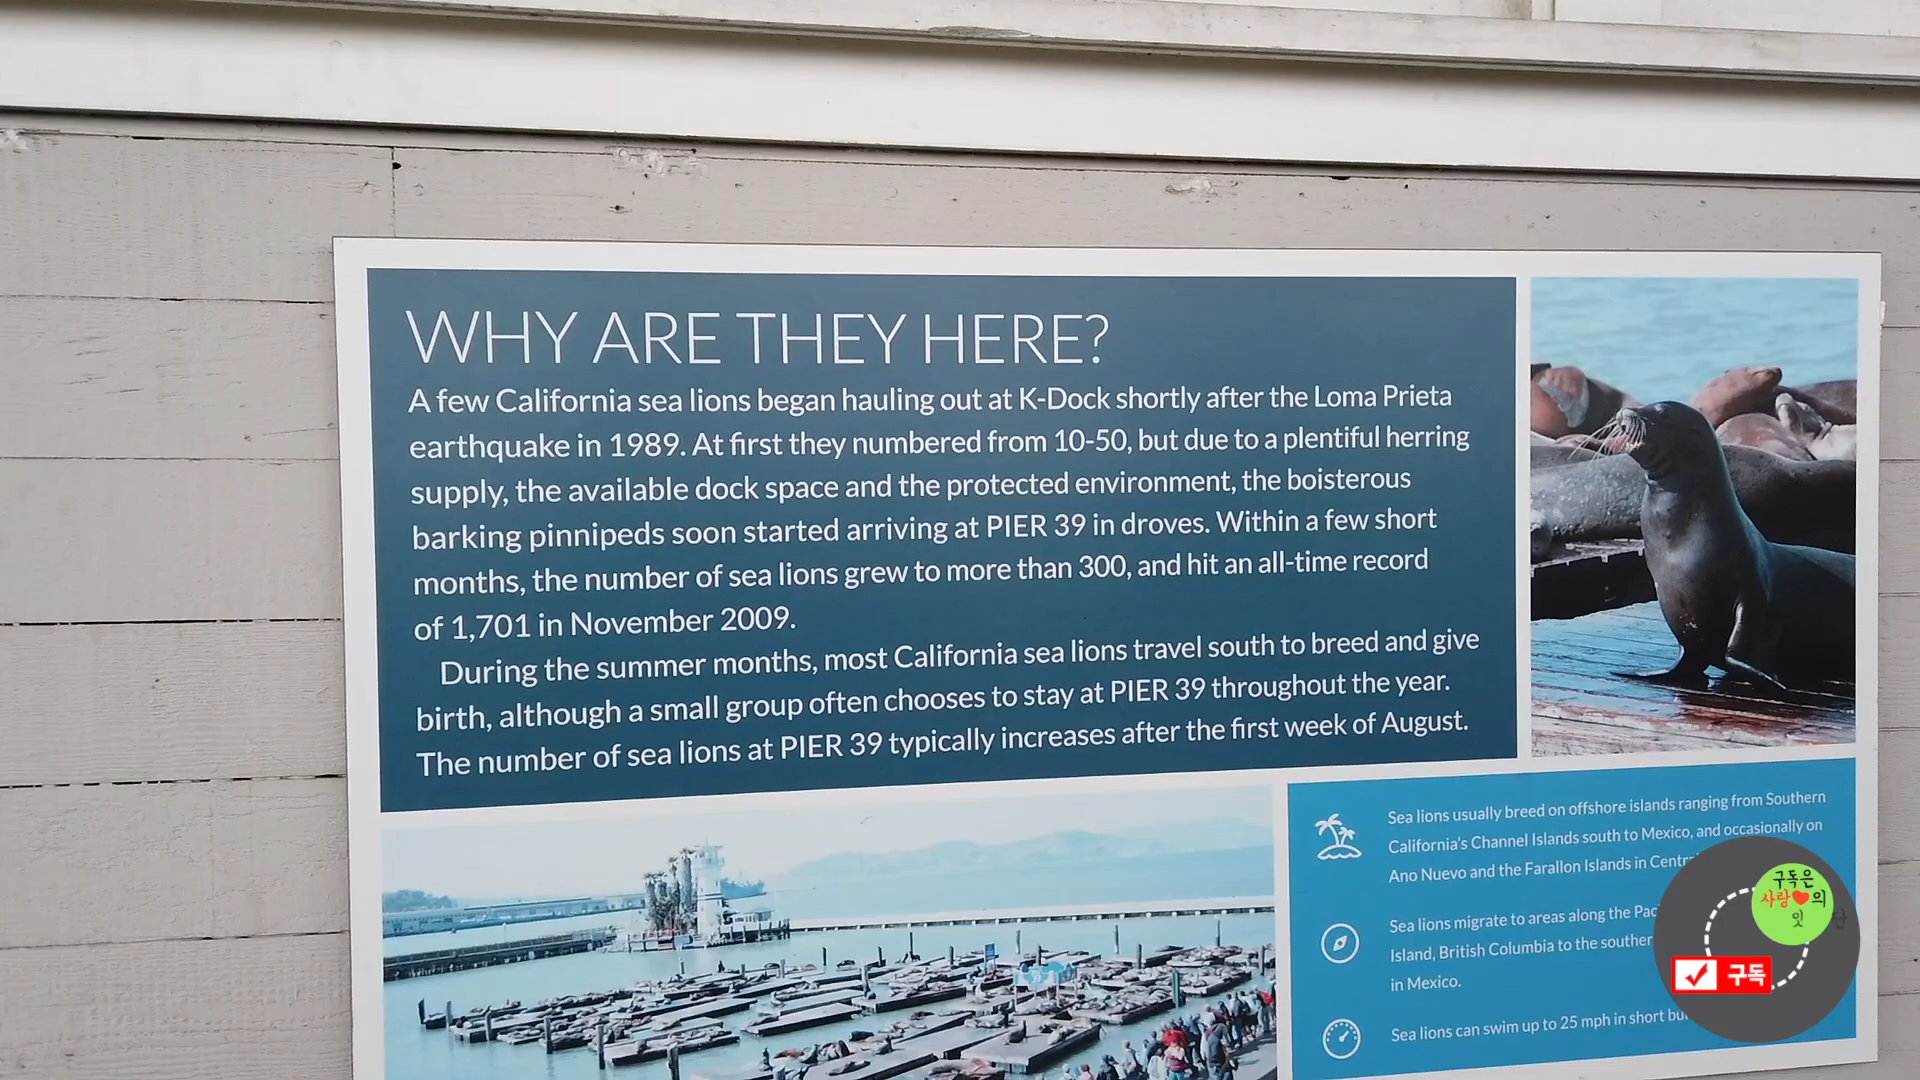 WHY ARE THEY HERE?
A few California sea lions began hauling out at K-Dock shortly after the Loma Prieta
earthquake in 1989. At first they numbered from 10-50, but due to a plentiful herring
supply, the available dock space and the protected environment, the boisterous
barking pinnipeds soon started arriving at PIER 39 in droves. Within a few short
months, the number of sea lions grew to more than 300, and hit an all-time record
of 1,701 in November 2009.
During the summer months, most California sea lions travel south to breed and give
birth, although a small group often chooses to stay at PIER 39 throughout the year.
The number of sea lions at PIER 39 typically increases after the first week of August.
Sea lions usually breed on offshore islands ranging from Southern
California's Channel Islands south to Mexico, and occasionally on
Ano Nuevo and the Farallon Islands in
Sea lions migrate to areas along the
Island, British Columbia to the
in Mexico.
Sea lions can swim up to 25 mph in short
구독은
사랑❤의
잇단
구독